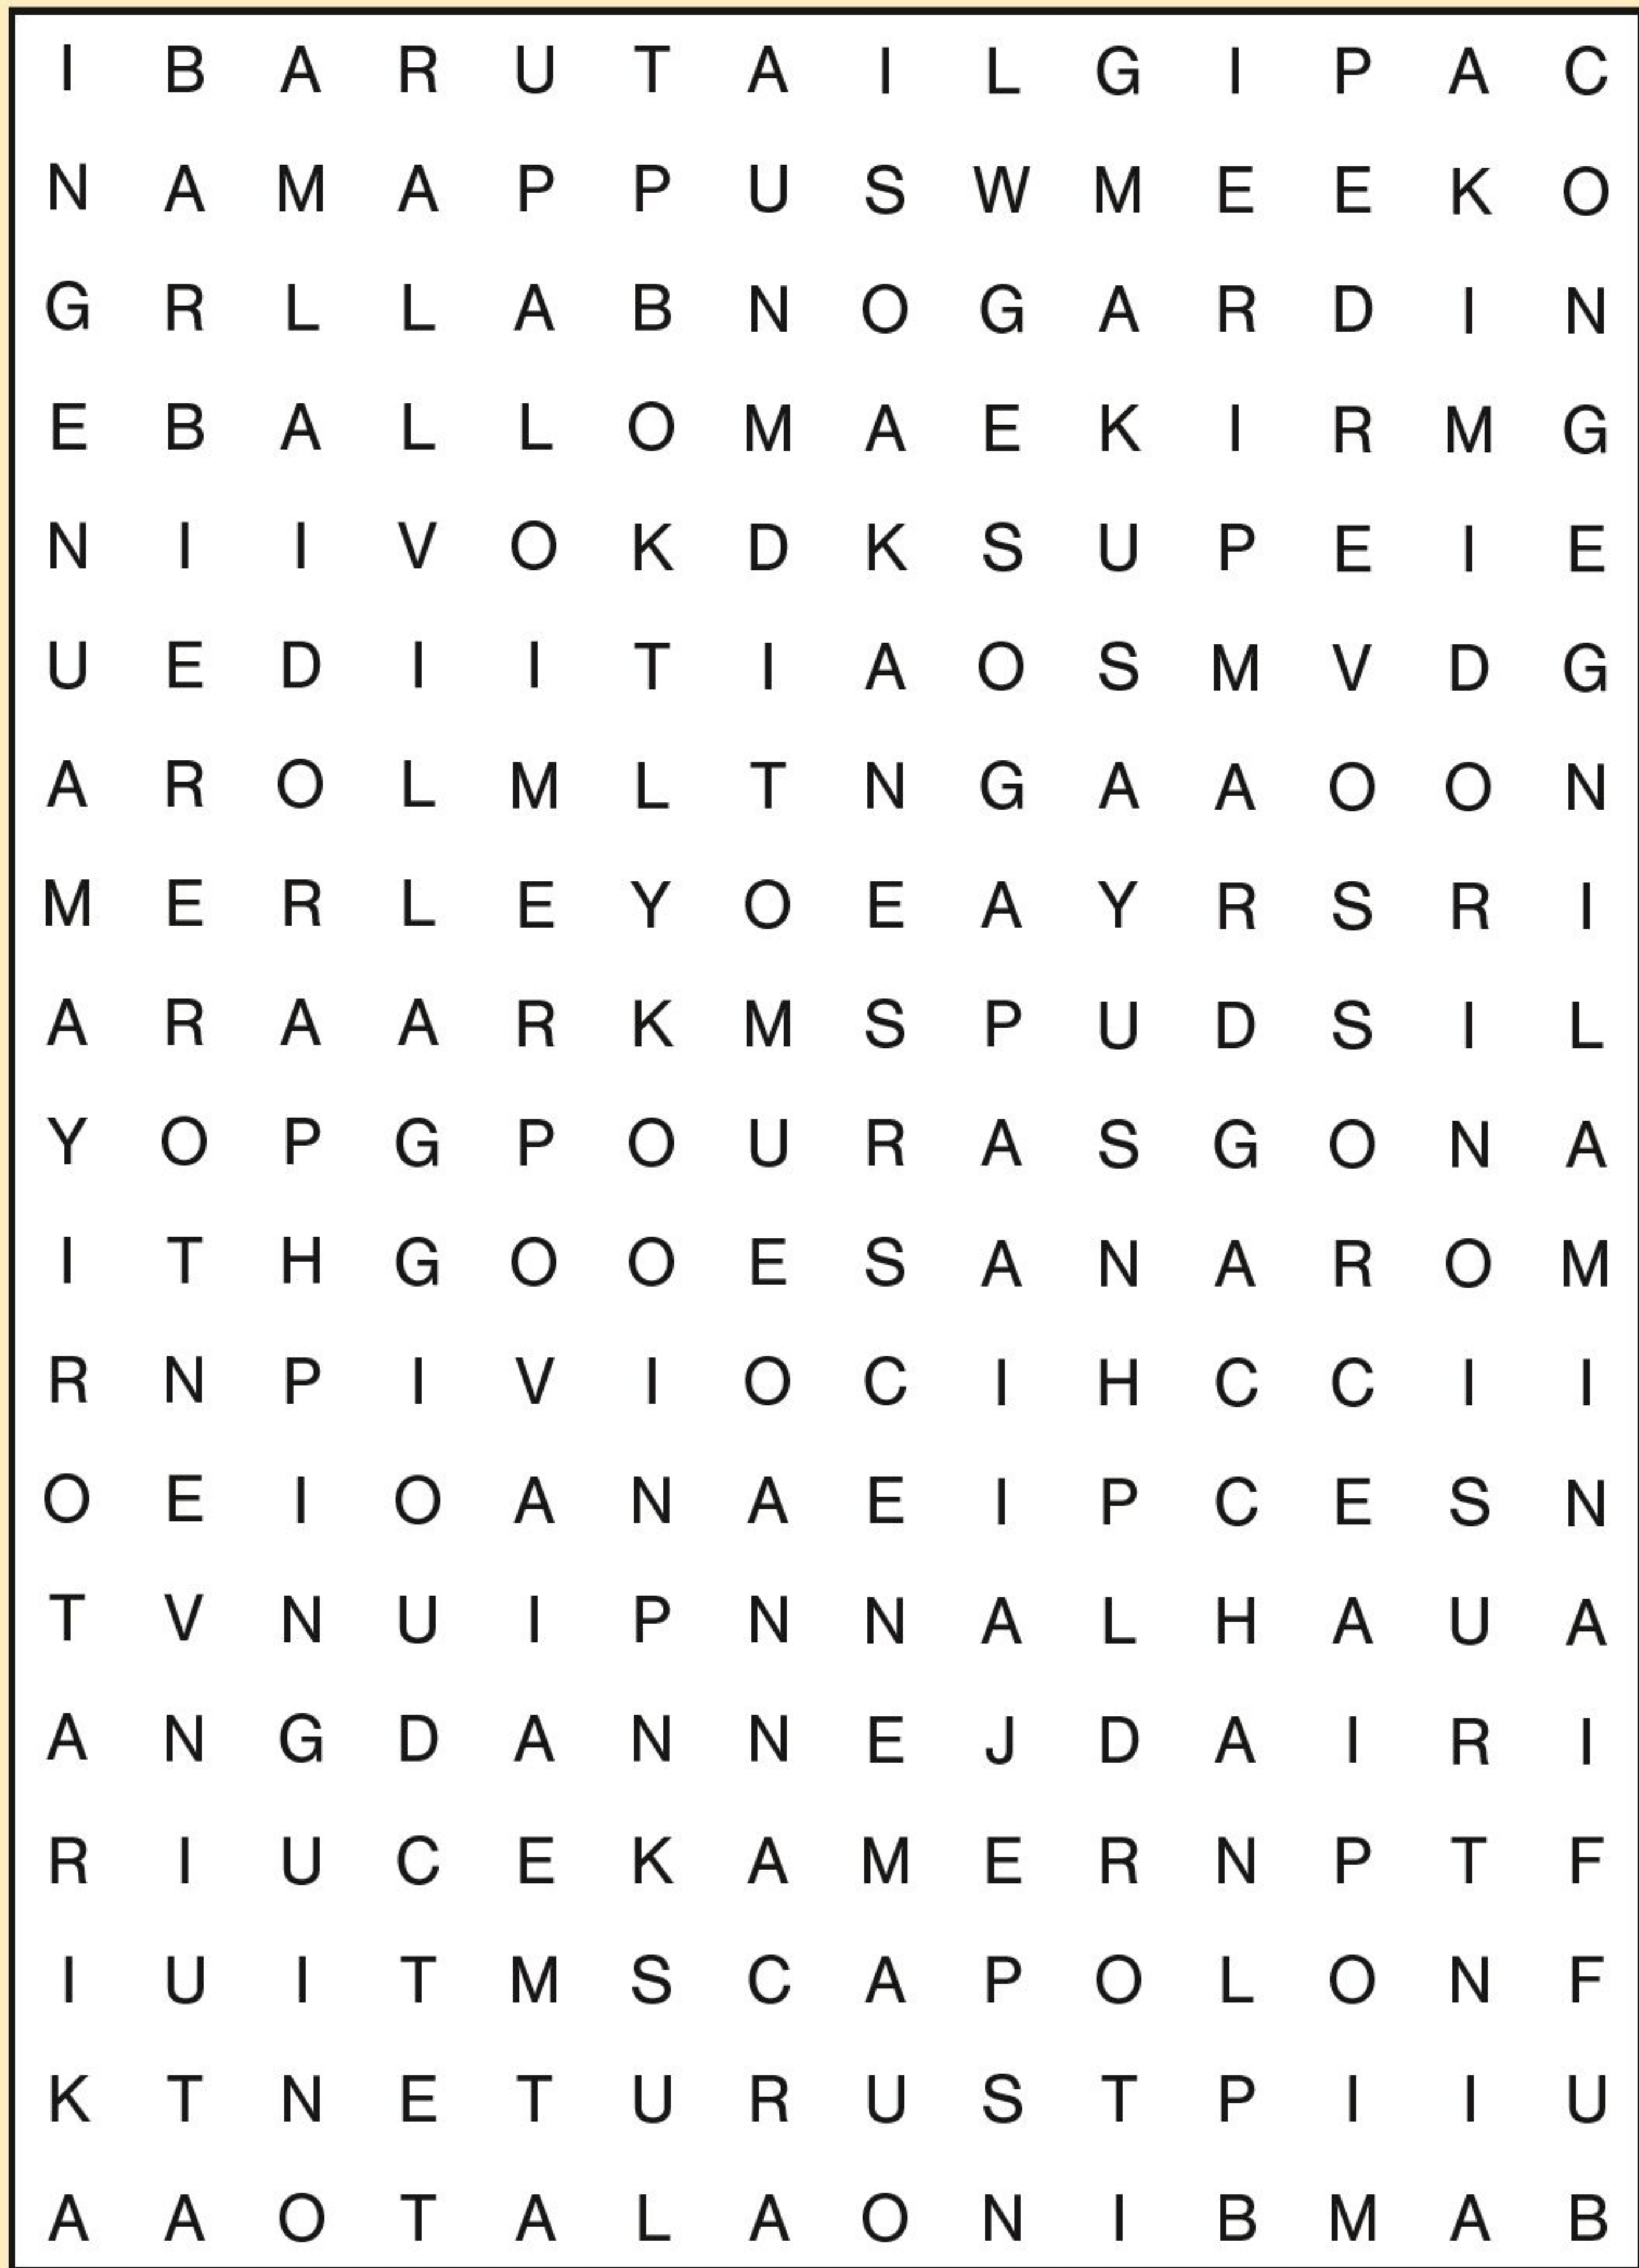 I B A R U T A I L G I P A C
N A M A P P U S W M E E K O
G R L L A B N O G A R D I N
E B A L L O M A E K I R M G
N I I V O K D K S U P E I E
U E D I I T I A O S M V D G
A R O L M L T N G A A O O N
M E R L E Y O E A Y R S R I
A R A A R K M S P U D S I L
Y O P G P O U R A S G O N A
I T H G O O E S A N A R O M
R N P I V I O C I H C C I I
O E I O A N A E I P C E S N
T V N U I P N N A L H A U A
A N G D A N N E J D A I R I
R I U C E K A M E R N P T F
I U I T M S C A P O L O N F
K T N E T U R U S T P I I U
A A O T A L A O N I B M A B